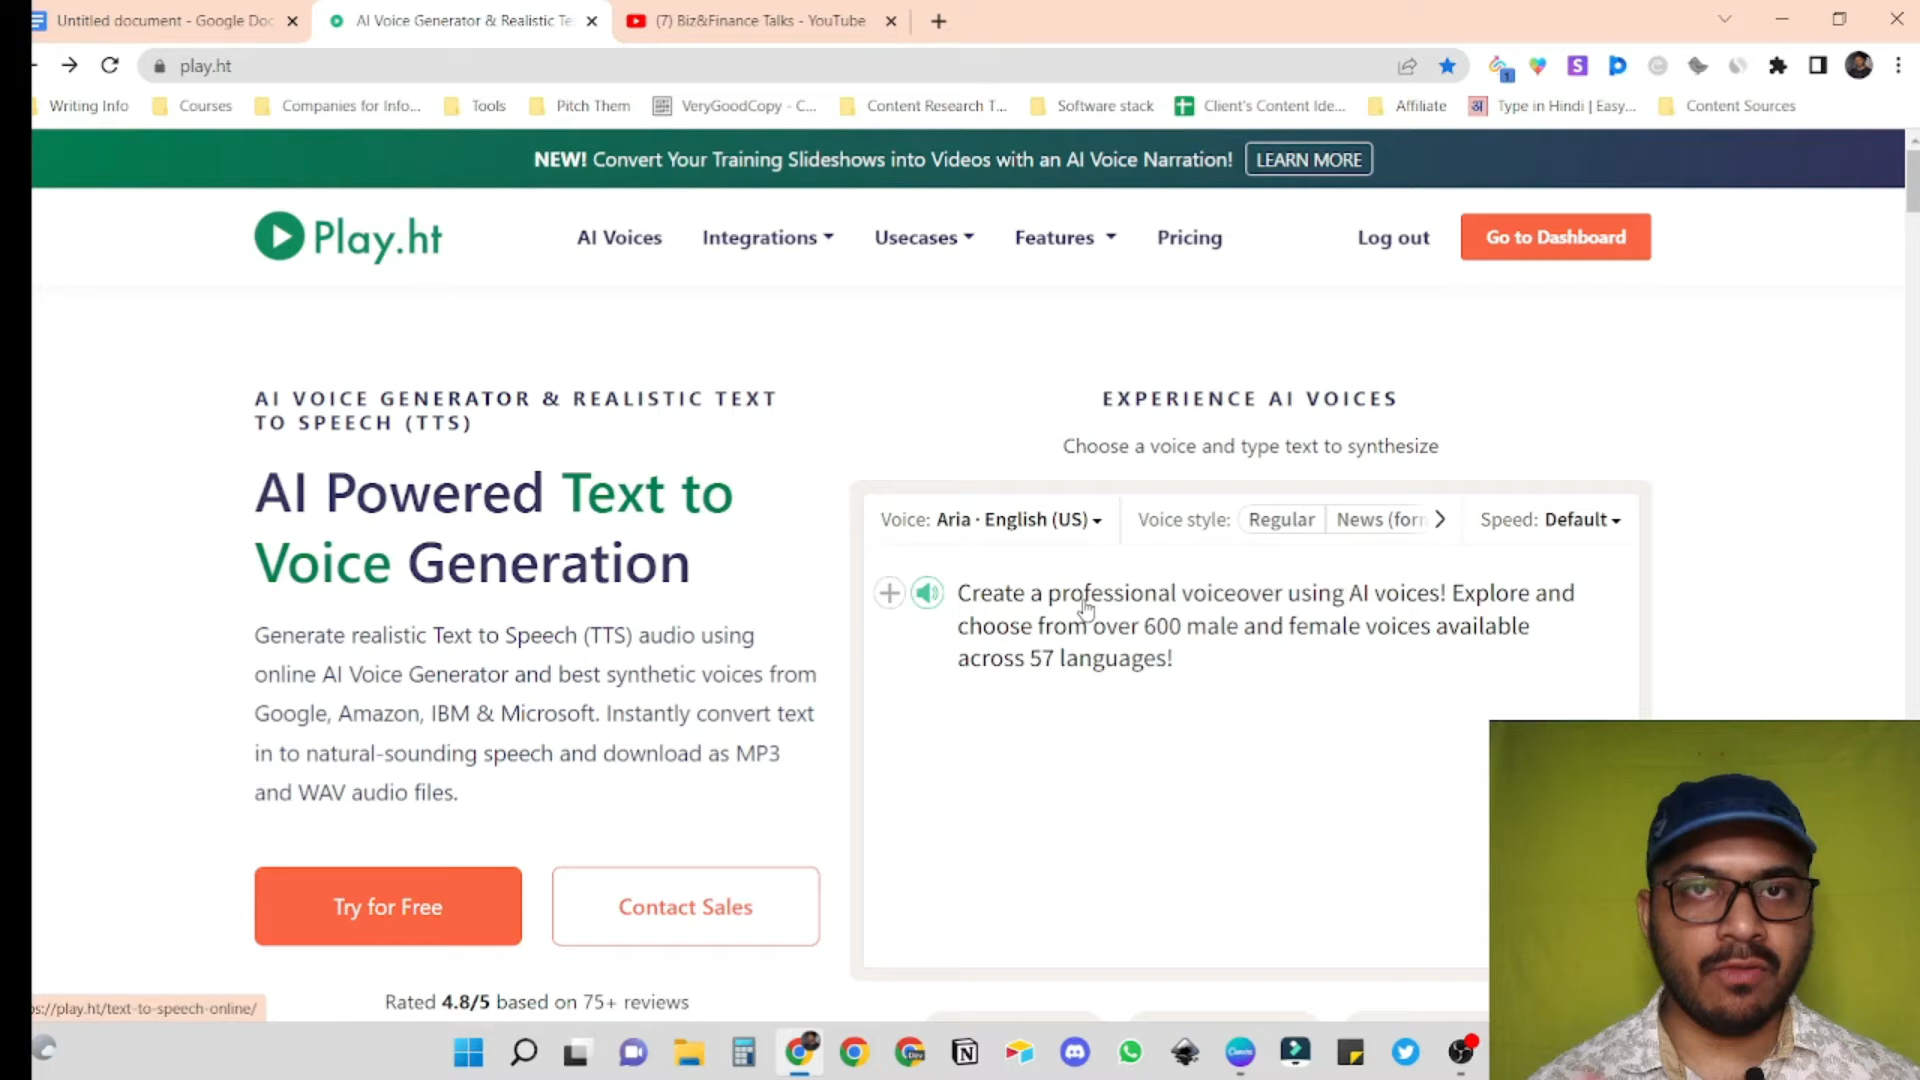 Untitled document - Google Doc
AI Voice Generator & Realistic Te
(7) Biz&Finance Talks - YouTube
play.ht
1
Writing Info
Courses
Companies for Info...
Tools
Pitch Them
VeryGoodCopy - C...
Content Research T...
Software stack
Client's Content Ide...
Affiliate
अ
Type in Hindi | Easy...
Content Sources
NEW! Convert Your Training Slideshows into Videos with an AI Voice Narration!
LEARN MORE
Play.ht
AI Voices
Integrations
Usecases
Features
Pricing
Log out
Go to Dashboard
AI VOICE GENERATOR & REALISTIC TEXT
TO SPEECH (TTS)
AI Powered Text to
Voice Generation
Generate realistic Text to Speech (TTS) audio using
online AI Voice Generator and best synthetic voices from
Google, Amazon, IBM & Microsoft. Instantly convert text
in to natural-sounding speech and download as MP3
and WAV audio files.
Try for Free
Contact Sales
Rated 4.8/5 based on 75+ reviews
EXPERIENCE AI VOICES
Choose a voice and type text to synthesize
Voice: Aria · English (US)
Voice style:
Regular
News (forn
Speed: Default
Create a professional voiceover using AI voices! Explore and
choose from over 600 male and female voices available
across 57 languages!
ps://play.ht/text-to-speech-online/